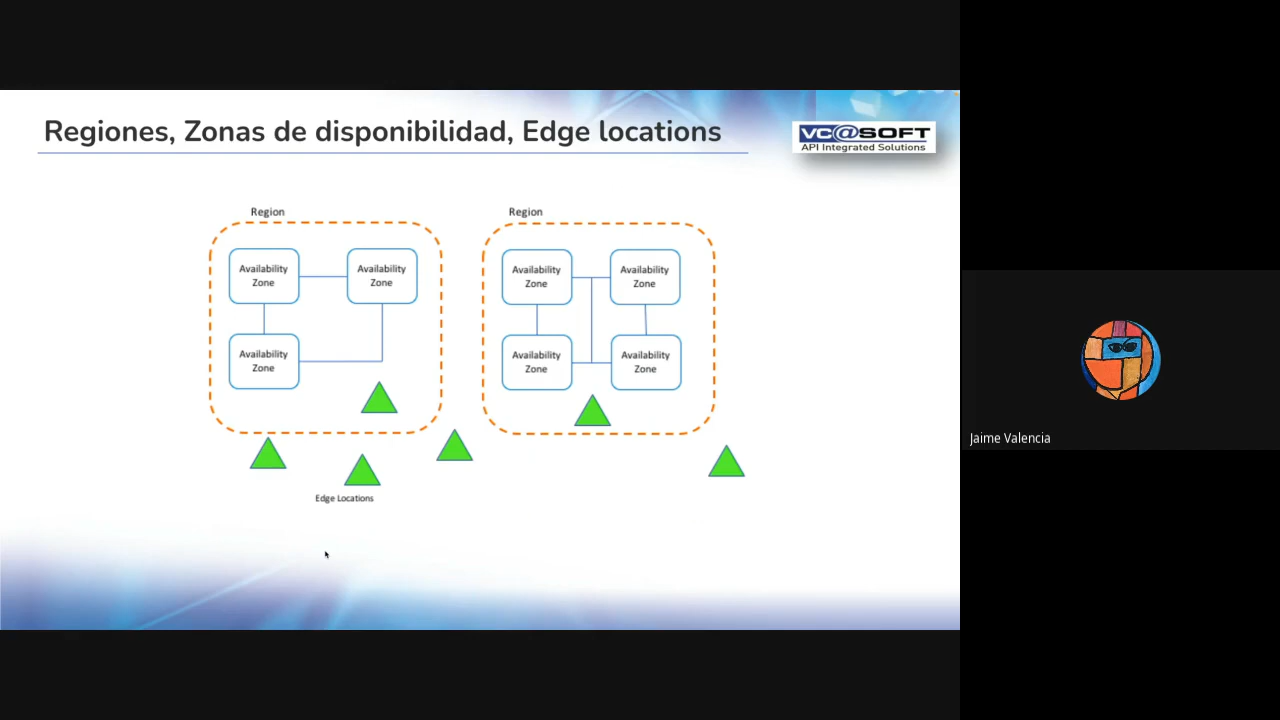 Regiones, Zonas de disponibilidad, Edge locations
VC@SOFT
API Integrated Solutions
Region
Region
Availability
Zone
Availability
Zone
Availability
Zone
Availability
Zone
Availability
Zone
Availability
Zone
Availability
Zone
Edge Locations
Jaime Valencia